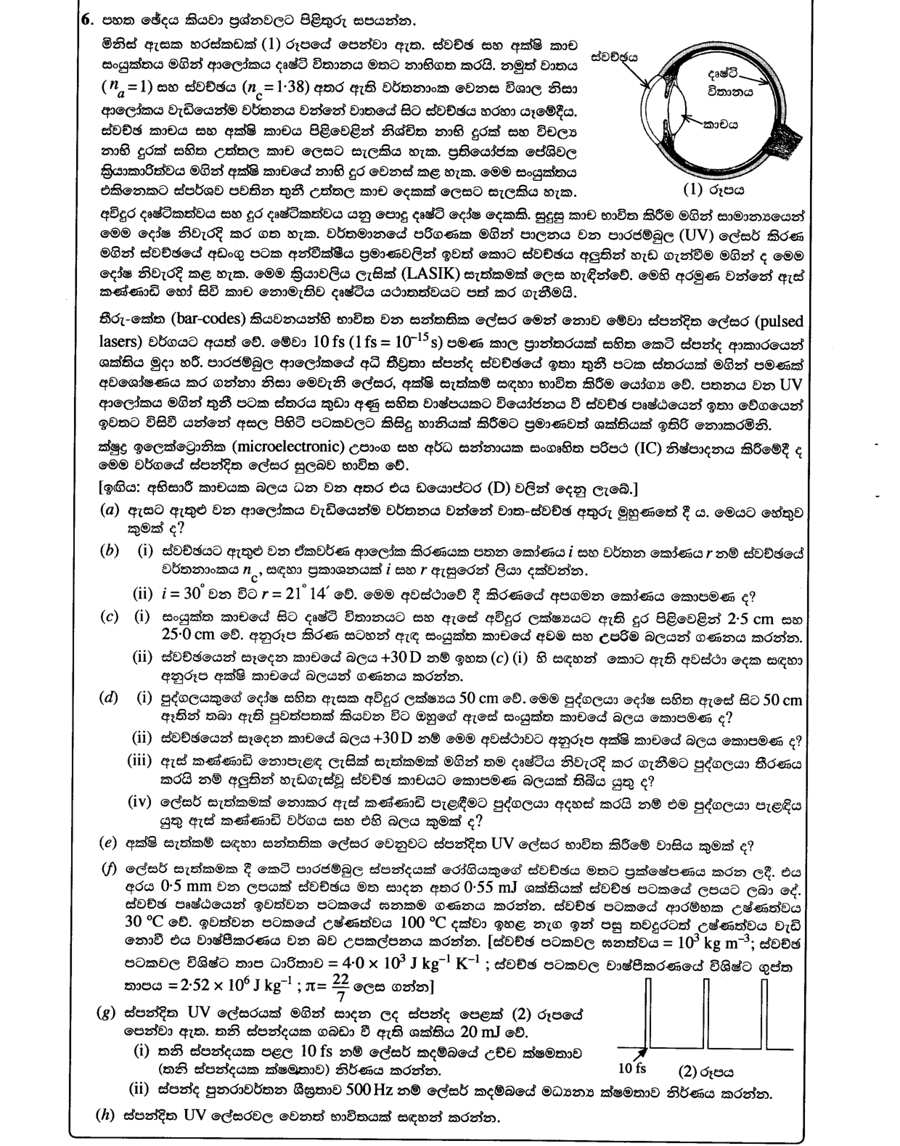 6. පහත ඡේදය කියවා ප්‍රශ්නවලට පිළිතුරු සපයන්න.
මිනිස් ඇසක හරස්කඩක් (1) රූපයේ පෙන්වා ඇත. ස්වච්ඡ සහ අක්ෂි කාච
සංයුක්තය මගින් ආලෝකය දෘෂ්ටි විතානය මතට නාභිගත කරයි. නමුත් වාතය
(nₐ = 1) සහ ස්වච්ඡය (n_c = 1·38) අතර ඇති වර්තනාංක වෙනස විශාල නිසා
ආලෝකය වැඩියෙන්ම වර්තනය වන්නේ වාතයේ සිට ස්වච්ඡය හරහා යෑමේදීය.
ස්වච්ඡ කාචය සහ අක්ෂි කාචය පිළිවෙළින් නිශ්චිත නාභි දුරක් සහ විචල්‍ය
නාභි දුරක් සහිත උත්තල කාච ලෙසට සැලකිය හැක. ප්‍රතියෝජක පේශිවල
ක්‍රියාකාරිත්වය මගින් අක්ෂි කාචයේ නාභි දුර වෙනස් කළ හැක. මෙම සංයුක්තය
එකිනෙකට ස්පර්ශව පවතින තුනී උත්තල කාච දෙකක් ලෙසට සැලකිය හැක.
ස්වච්ඡය
දෘෂ්ටි
විතානය
කාචය
(1) රූපය
අවිදුර දෘෂ්ටිකත්වය සහ දුර දෘෂ්ටිකත්වය යනු පොදු දෘෂ්ටි දෝෂ දෙකකි. සුදුසු කාච භාවිත කිරීම මගින් සාමාන්‍යයෙන්
මෙම දෝෂ නිවැරදි කර ගත හැක. වර්තමානයේ පරිගණක මගින් පාලනය වන පාරජම්බුල (UV) ලේසර් කිරණ
මගින් ස්වච්ඡයේ අඩංගු පටක අන්වීක්ෂීය ප්‍රමාණවලින් ඉවත් කොට ස්වච්ඡය අලුතින් හැඩ ගැන්වීම මගින් ද මෙම
දෝෂ නිවැරදි කළ හැක. මෙම ක්‍රියාවලිය ලැසික් (LASIK) සැත්කමක් ලෙස හැඳින්වේ. මෙහි අරමුණ වන්නේ ඇස්
කණ්ණාඩි හෝ සිවි කාච නොමැතිව දෘෂ්ටිය යථාතත්වයට පත් කර ගැනීමයි.
තීරු-කේත (bar-codes) කියවනයන්හි භාවිත වන සන්තතික ලේසර මෙන් නොව මේවා ස්පන්දිත ලේසර (pulsed
lasers) වර්ගයට අයත් වේ. මේවා 10 fs (1 fs = 10⁻¹⁵ s) පමණ කාල ප්‍රාන්තරයක් සහිත කෙටි ස්පන්ද ආකාරයෙන්
ශක්තිය මුදා හරී. පාරජම්බුල ආලෝකයේ අධි තීව්‍රතා ස්පන්ද ස්වච්ඡයේ ඉතා තුනී පටක ස්තරයක් මගින් පමණක්
අවශෝෂණය කර ගන්නා නිසා මෙවැනි ලේසර, අක්ෂි සැත්කම් සඳහා භාවිත කිරීම යෝග්‍ය වේ. පතනය වන UV
ආලෝකය මගින් තුනී පටක ස්තරය කුඩා අණු සහිත වාෂ්පයකට වියෝජනය වී ස්වච්ඡ පෘෂ්ඨයෙන් ඉතා වේගයෙන්
ඉවතට විසිවී යන්නේ අසල පිහිටි පටකවලට කිසිදු හානියක් කිරීමට ප්‍රමාණවත් ශක්තියක් ඉතිරි නොකරමිනි.
ක්ෂුද්‍ර ඉලෙක්ට්‍රොනික (microelectronic) උපාංග සහ අර්ධ සන්නායක සංගෘහිත පරිපථ (IC) නිෂ්පාදනය කිරීමේදී ද
මෙම වර්ගයේ ස්පන්දිත ලේසර සුලබව භාවිත වේ.
[ඉඟිය: අභිසාරී කාචයක බලය ධන වන අතර එය ඩයොප්ටර (D) වලින් දෙනු ලැබේ.]
(a) ඇසට ඇතුළු වන ආලෝකය වැඩියෙන්ම වර්තනය වන්නේ වාත-ස්වච්ඡ අතුරු මුහුණතේ දී ය. මෙයට හේතුව
කුමක් ද?
(b) (i) ස්වච්ඡයට ඇතුළු වන ඒකවර්ණ ආලෝක කිරණයක පතන කෝණය i සහ වර්තන කෝණය r නම් ස්වච්ඡයේ
වර්තනාංකය n_c, සඳහා ප්‍රකාශනයක් i සහ r ඇසුරෙන් ලියා දක්වන්න.
(ii) i = 30° වන විට r = 21° 14′ වේ. මෙම අවස්ථාවේ දී කිරණයේ අපගමන කෝණය කොපමණ ද?
(c) (i) සංයුක්ත කාචයේ සිට දෘෂ්ටි විතානයට සහ ඇසේ අවිදුර ලක්ෂ්‍යයට ඇති දුර පිළිවෙළින් 2·5 cm සහ
25·0 cm වේ. අනුරූප කිරණ සටහන් ඇඳ සංයුක්ත කාචයේ අවම සහ උපරිම බලයන් ගණනය කරන්න.
(ii) ස්වච්ඡයෙන් සෑදෙන කාචයේ බලය +30 D නම් ඉහත (c) (i) හි සඳහන් කොට ඇති අවස්ථා දෙක සඳහා
අනුරූප අක්ෂි කාචයේ බලයන් ගණනය කරන්න.
(d) (i) පුද්ගලයකුගේ දෝෂ සහිත ඇසක අවිදුර ලක්ෂ්‍යය 50 cm වේ. මෙම පුද්ගලයා දෝෂ සහිත ඇසේ සිට 50 cm
ඈතින් තබා ඇති පුවත්පතක් කියවන විට ඔහුගේ ඇසේ සංයුක්ත කාචයේ බලය කොපමණ ද?
(ii) ස්වච්ඡයෙන් සෑදෙන කාචයේ බලය +30 D නම් මෙම අවස්ථාවට අනුරූප අක්ෂි කාචයේ බලය කොපමණ ද?
(iii) ඇස් කණ්ණාඩි නොපැළඳ ලැසික් සැත්කමක් මගින් තම දෘෂ්ටිය නිවැරදි කර ගැනීමට පුද්ගලයා තීරණය
කරයි නම් අලුතින් හැඩගැස්වූ ස්වච්ඡ කාචයට කොපමණ බලයක් තිබිය යුතු ද?
(iv) ලේසර් සැත්කමක් නොකර ඇස් කණ්ණාඩි පැළඳීමට පුද්ගලයා අදහස් කරයි නම් එම පුද්ගලයා පැළඳිය
යුතු ඇස් කණ්ණාඩි වර්ගය සහ එහි බලය කුමක් ද?
(e) අක්ෂි සැත්කම් සඳහා සන්තතික ලේසර වෙනුවට ස්පන්දිත UV ලේසර භාවිත කිරීමේ වාසිය කුමක් ද?
(f) ලේසර් සැත්කමක දී කෙටි පාරජම්බුල ස්පන්දයක් රෝගියකුගේ ස්වච්ඡය මතට ප්‍රක්ෂේපණය කරන ලදී. එය
අරය 0·5 mm වන ලපයක් ස්වච්ඡය මත සාදන අතර 0·55 mJ ශක්තියක් ස්වච්ඡ පටකයේ ලපයට ලබා දේ.
ස්වච්ඡ පෘෂ්ඨයෙන් ඉවත්වන පටකයේ ඝනකම ගණනය කරන්න. ස්වච්ඡ පටකයේ ආරම්භක උෂ්ණත්වය
30 °C වේ. ඉවත්වන පටකයේ උෂ්ණත්වය 100 °C දක්වා ඉහළ නැග ඉන් පසු තවදුරටත් උෂ්ණත්වය වැඩි
නොවී එය වාෂ්පීකරණය වන බව උපකල්පනය කරන්න. [ස්වච්ඡ පටකවල ඝනත්වය = 10³ kg m⁻³; ස්වච්ඡ
පටකවල විශිෂ්ට තාප ධාරිතාව = 4·0 × 10³ J kg⁻¹ K⁻¹ ; ස්වච්ඡ පටකවල වාෂ්පීකරණයේ විශිෂ්ට ගුප්ත
තාපය = 2·52 × 10⁶ J kg⁻¹ ; π = 22/7 ලෙස ගන්න]
(g) ස්පන්දිත UV ලේසරයක් මගින් සාදන ලද ස්පන්ද පෙළක් (2) රූපයේ
පෙන්වා ඇත. තනි ස්පන්දයක ගබඩා වී ඇති ශක්තිය 20 mJ වේ.
(i) තනි ස්පන්දයක පළල 10 fs නම් ලේසර් කදම්බයේ උච්ච ක්ෂමතාව
(තනි ස්පන්දයක ක්ෂමතාව) නිර්ණය කරන්න.
10 fs
(2) රූපය
(ii) ස්පන්ද පුනරාවර්තන ශීඝ්‍රතාව 500 Hz නම් ලේසර් කදම්බයේ මධ්‍යන්‍ය ක්ෂමතාව නිර්ණය කරන්න.
(h) ස්පන්දිත UV ලේසරවල වෙනත් භාවිතයක් සඳහන් කරන්න.